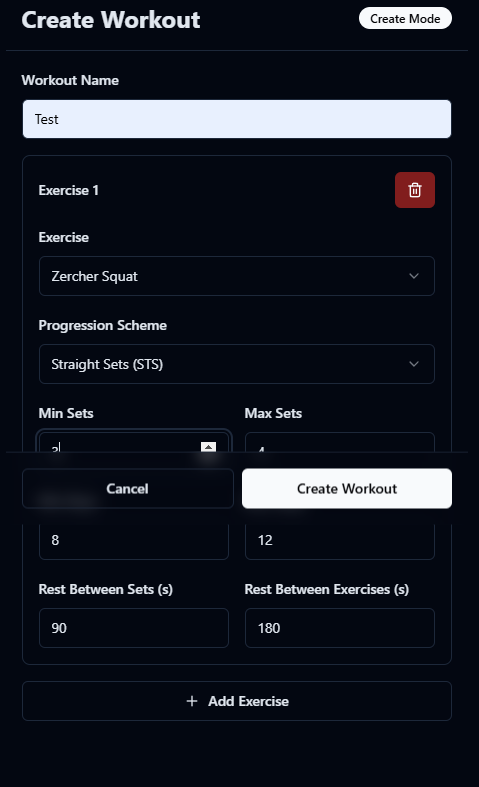 Create Workout
Create Mode
Workout Name
Test
Exercise 1
Exercise
Zercher Squat
Progression Scheme
Straight Sets (STS)
Min Sets Max Sets
3 4
Cancel Create Workout
8 12
Rest Between Sets (s) Rest Between Exercises (s)
90 180
+ Add Exercise